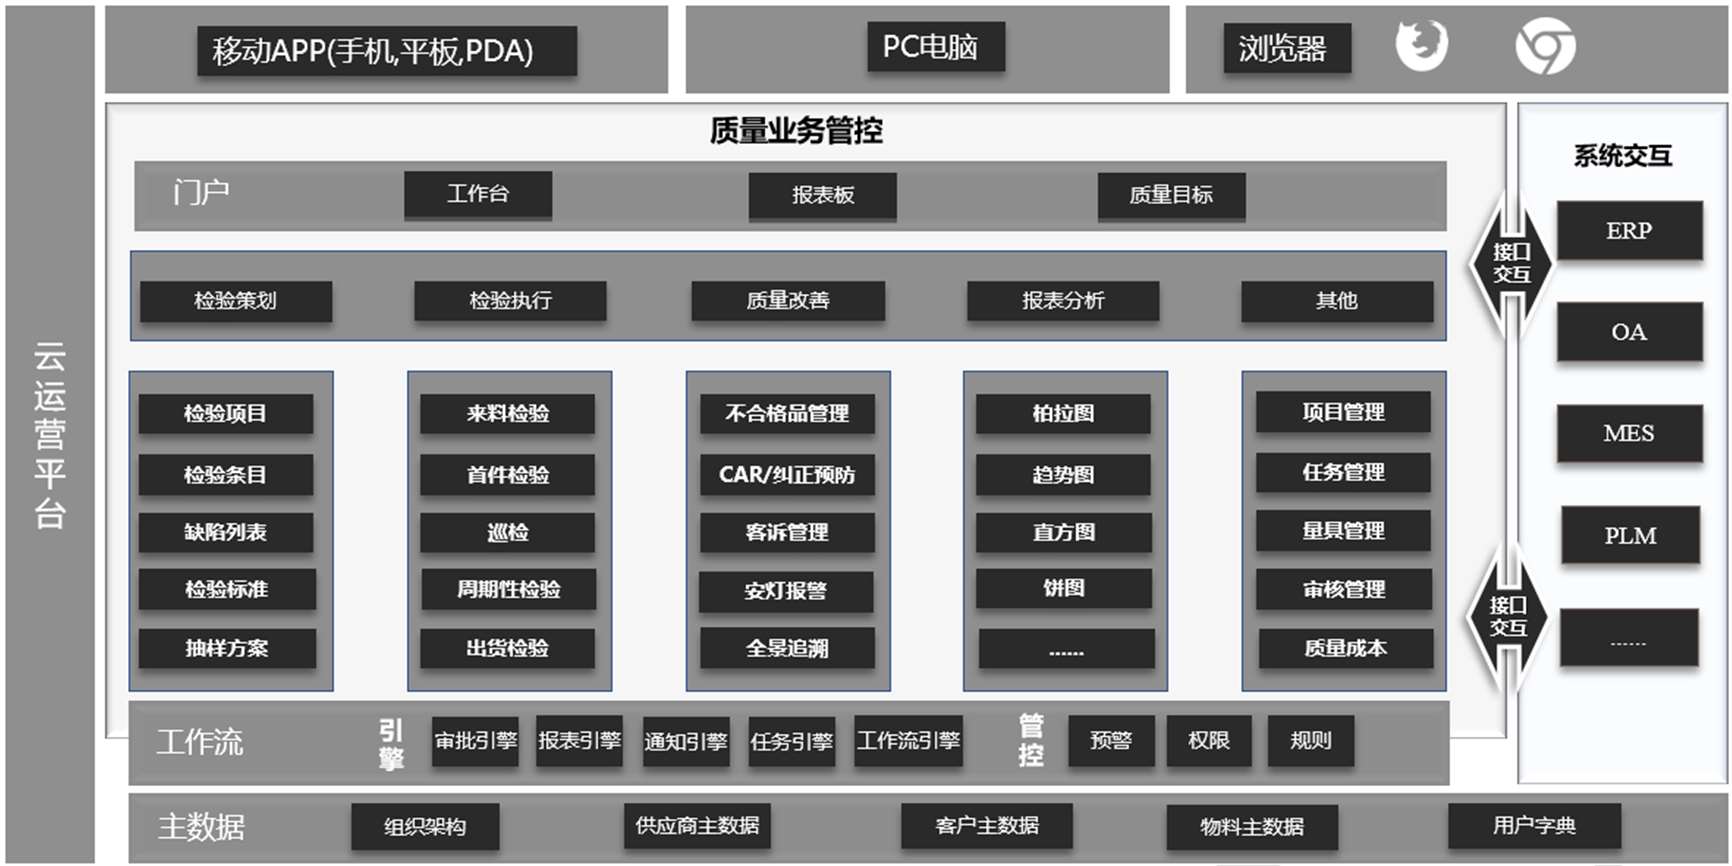 移动APP(手机,平板,PDA)
PC电脑
浏览器
云运营平台
质量业务管控
门户
工作台
报表板
质量目标
检验策划
检验执行
质量改善
报表分析
其他
检验项目
检验条目
缺陷列表
检验标准
抽样方案
来料检验
首件检验
巡检
周期性检验
出货检验
不合格品管理
CAR/纠正预防
客诉管理
安灯报警
全景追溯
柏拉图
趋势图
直方图
饼图
......
项目管理
任务管理
量具管理
审核管理
质量成本
接口
交互
接口
交互
系统交互
ERP
OA
MES
PLM
......
工作流
引擎
审批引擎
报表引擎
通知引擎
任务引擎
工作流引擎
管控
预警
权限
规则
主数据
组织架构
供应商主数据
客户主数据
物料主数据
用户字典